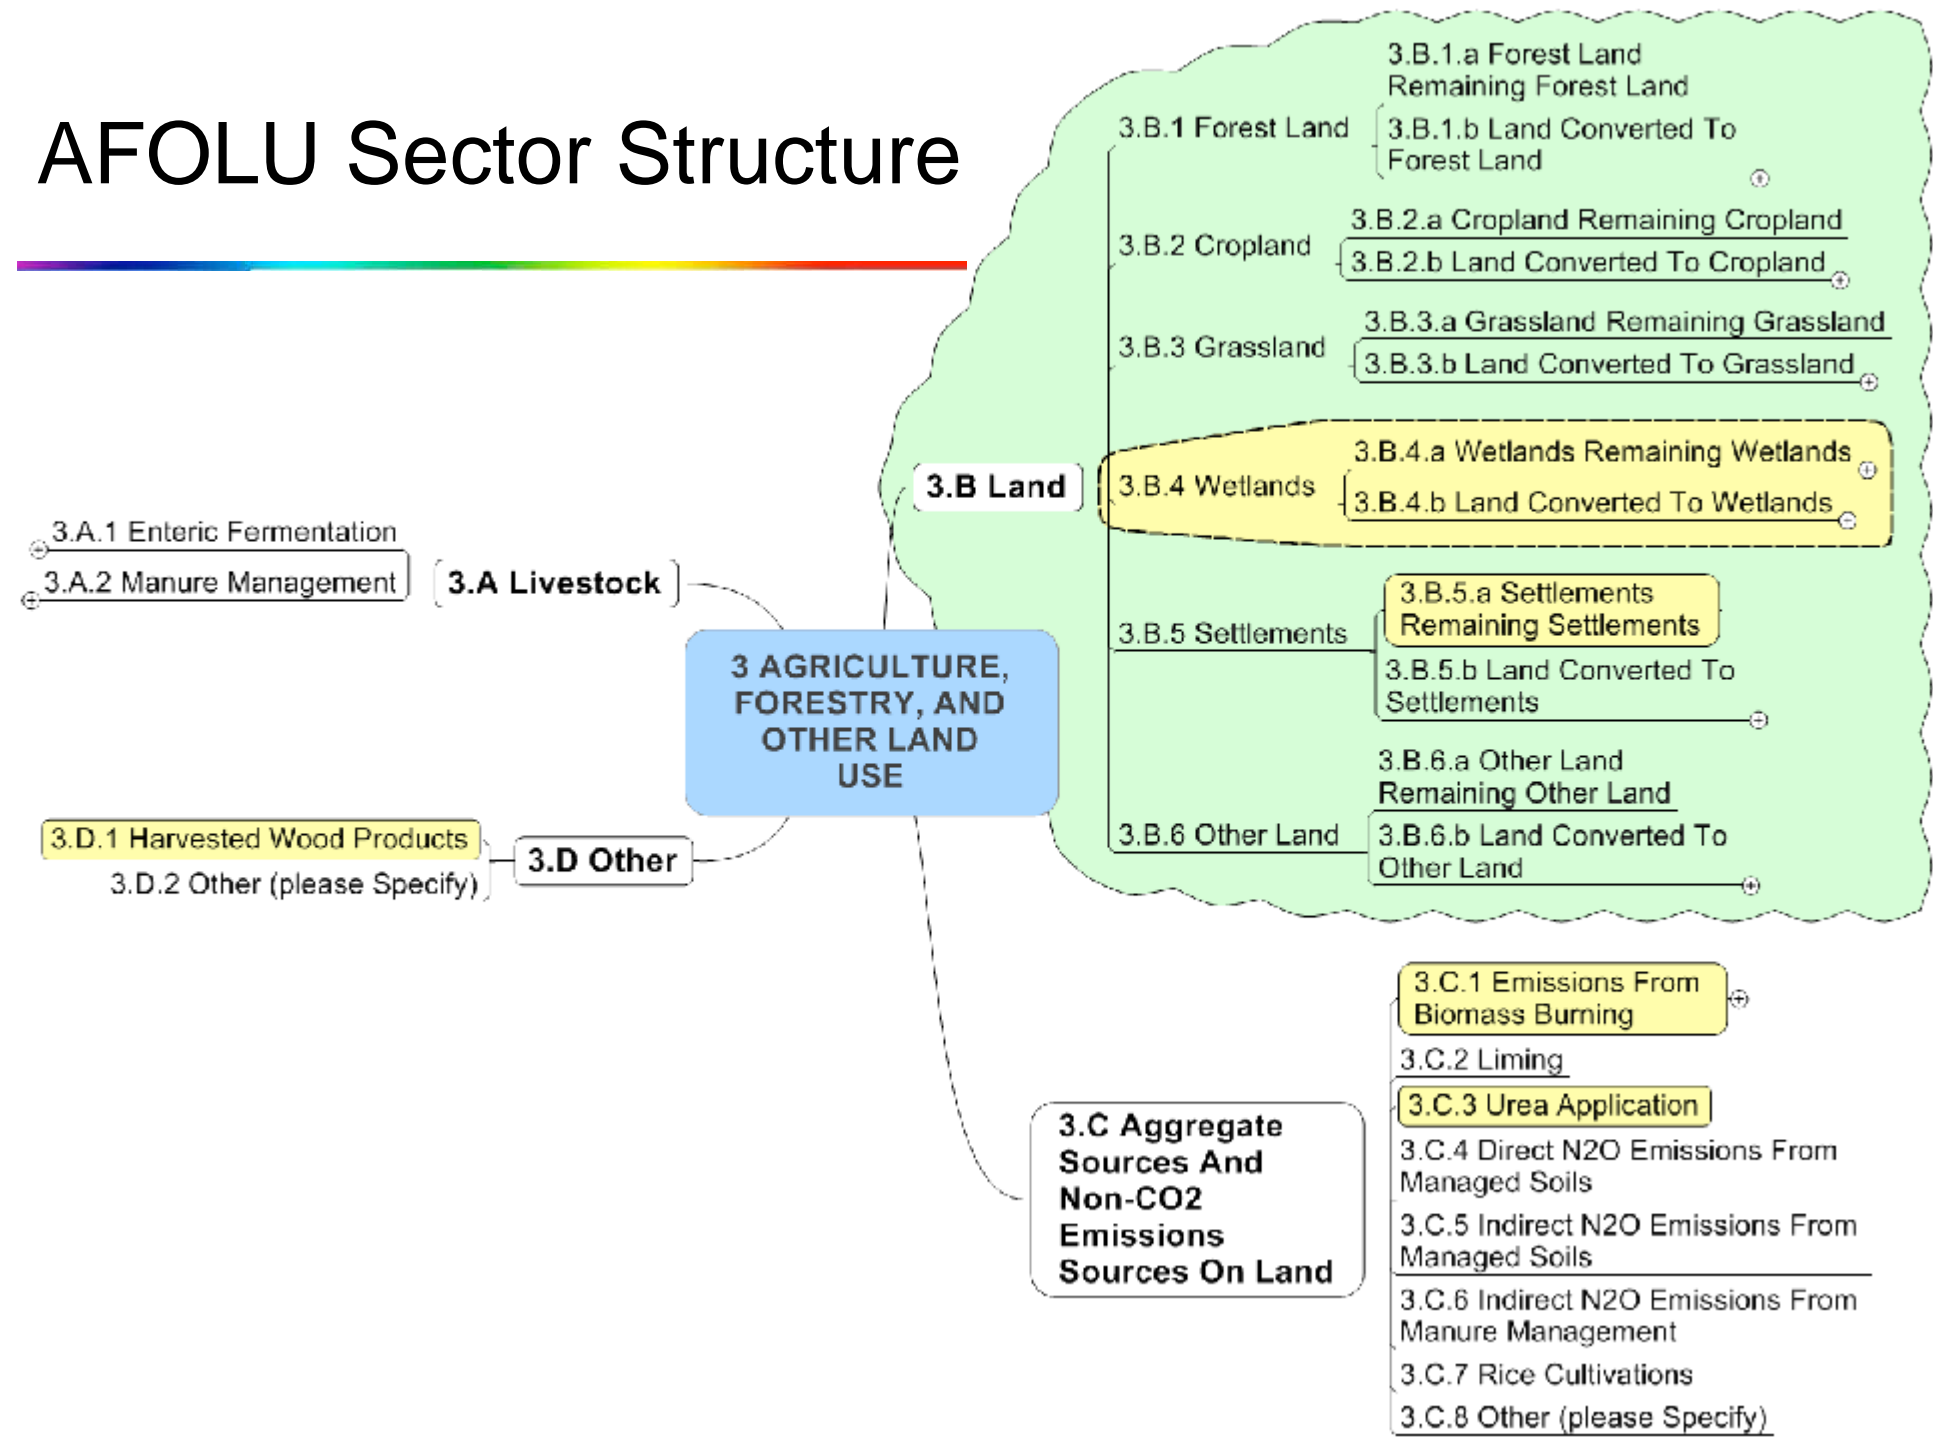 AFOLU Sector Structure
3.B.1 Forest Land
3.B.1.a Forest Land
Remaining Forest Land
3.B.1.b Land Converted To
Forest Land
3.B.2 Cropland
3.B.2.a Cropland Remaining Cropland
3.B.2.b Land Converted To Cropland
3.B.3 Grassland
3.B.3.a Grassland Remaining Grassland
3.B.3.b Land Converted To Grassland
3.B Land
3.B.4 Wetlands
3.B.4.a Wetlands Remaining Wetlands
3.B.4.b Land Converted To Wetlands
3.A.1 Enteric Fermentation
3.A.2 Manure Management
3.A Livestock
3.B.5 Settlements
3.B.5.a Settlements
Remaining Settlements
3.B.5.b Land Converted To
Settlements
3 AGRICULTURE,
FORESTRY, AND
OTHER LAND
USE
3.B.6 Other Land
3.B.6.a Other Land
Remaining Other Land
3.B.6.b Land Converted To
Other Land
3.D.1 Harvested Wood Products
3.D.2 Other (please Specify)
3.D Other
3.C Aggregate
Sources And
Non-CO2
Emissions
Sources On Land
3.C.1 Emissions From
Biomass Burning
3.C.2 Liming
3.C.3 Urea Application
3.C.4 Direct N2O Emissions From
Managed Soils
3.C.5 Indirect N2O Emissions From
Managed Soils
3.C.6 Indirect N2O Emissions From
Manure Management
3.C.7 Rice Cultivations
3.C.8 Other (please Specify)